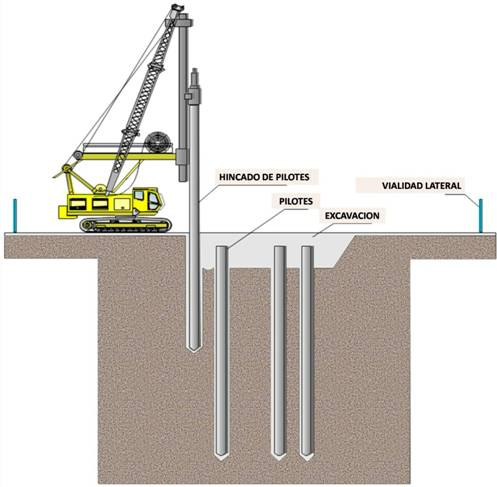 HINCADO DE PILOTES
VIALIDAD LATERAL
PILOTES
EXCAVACION